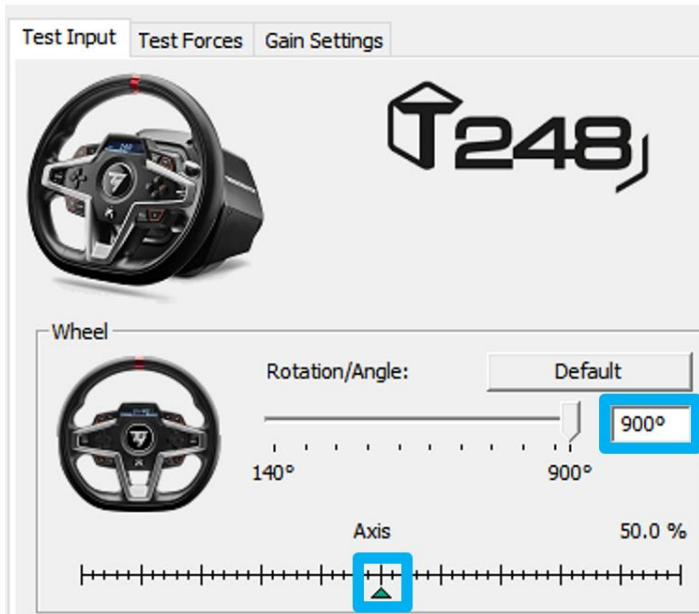 Test Input Test Forces Gain Settings
T248
Wheel
Rotation/Angle: Default
900°
140° 900°
Axis 50.0 %